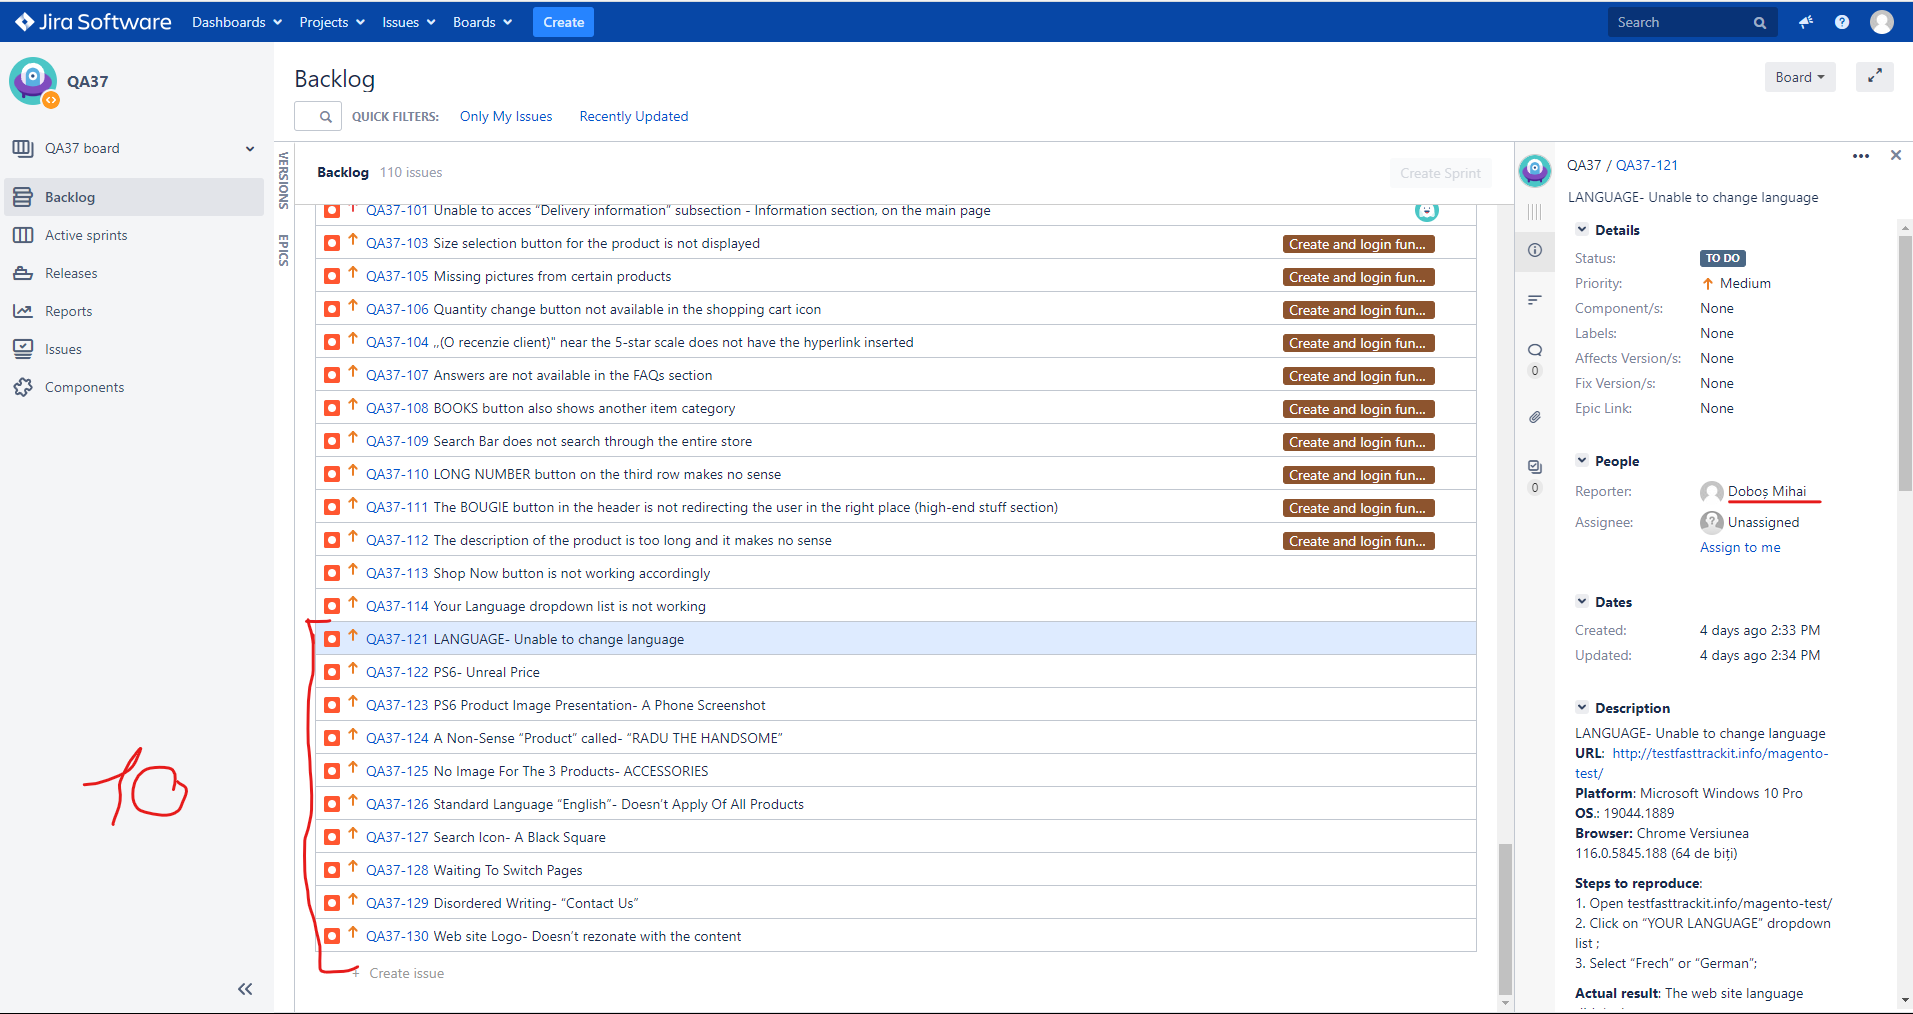 Jira Software Dashboards Projects Issues Boards Create Search
QA37
QA37 board
Backlog
Active sprints
Releases
Reports
Issues
Components
10
Backlog
Board
QUICK FILTERS: Only My Issues Recently Updated
VERSIONS
EPICS
Backlog 110 issues
Create Sprint
QA37-101 Unable to acces “Delivery information” subsection - Information section, on the main page
QA37-103 Size selection button for the product is not displayed Create and login fun...
QA37-105 Missing pictures from certain products Create and login fun...
QA37-106 Quantity change button not available in the shopping cart icon Create and login fun...
QA37-104 ,,(O recenzie client)" near the 5-star scale does not have the hyperlink inserted Create and login fun...
QA37-107 Answers are not available in the FAQs section Create and login fun...
QA37-108 BOOKS button also shows another item category Create and login fun...
QA37-109 Search Bar does not search through the entire store Create and login fun...
QA37-110 LONG NUMBER button on the third row makes no sense Create and login fun...
QA37-111 The BOUGIE button in the header is not redirecting the user in the right place (high-end stuff section) Create and login fun...
QA37-112 The description of the product is too long and it makes no sense Create and login fun...
QA37-113 Shop Now button is not working accordingly
QA37-114 Your Language dropdown list is not working
QA37-121 LANGUAGE- Unable to change language
QA37-122 PS6- Unreal Price
QA37-123 PS6 Product Image Presentation- A Phone Screenshot
QA37-124 A Non-Sense “Product” called- “RADU THE HANDSOME”
QA37-125 No Image For The 3 Products- ACCESSORIES
QA37-126 Standard Language “English”- Doesn’t Apply Of All Products
QA37-127 Search Icon- A Black Square
QA37-128 Waiting To Switch Pages
QA37-129 Disordered Writing- “Contact Us”
QA37-130 Web site Logo- Doesn’t rezonate with the content
+ Create issue
0
0
QA37 / QA37-121
LANGUAGE- Unable to change language
Details
Status: TO DO
Priority: Medium
Component/s: None
Labels: None
Affects Version/s: None
Fix Version/s: None
Epic Link: None
People
Reporter: Doboș Mihai
Assignee: Unassigned
Assign to me
Dates
Created: 4 days ago 2:33 PM
Updated: 4 days ago 2:34 PM
Description
LANGUAGE- Unable to change language
URL: http://testfasttrackit.info/magento-
test/
Platform: Microsoft Windows 10 Pro
OS.: 19044.1889
Browser: Chrome Versiunea
116.0.5845.188 (64 de biți)
Steps to reproduce:
1. Open testfasttrackit.info/magento-test/
2. Click on “YOUR LANGUAGE” dropdown
list ;
3. Select “Frech” or “German”;
Actual result: The web site language